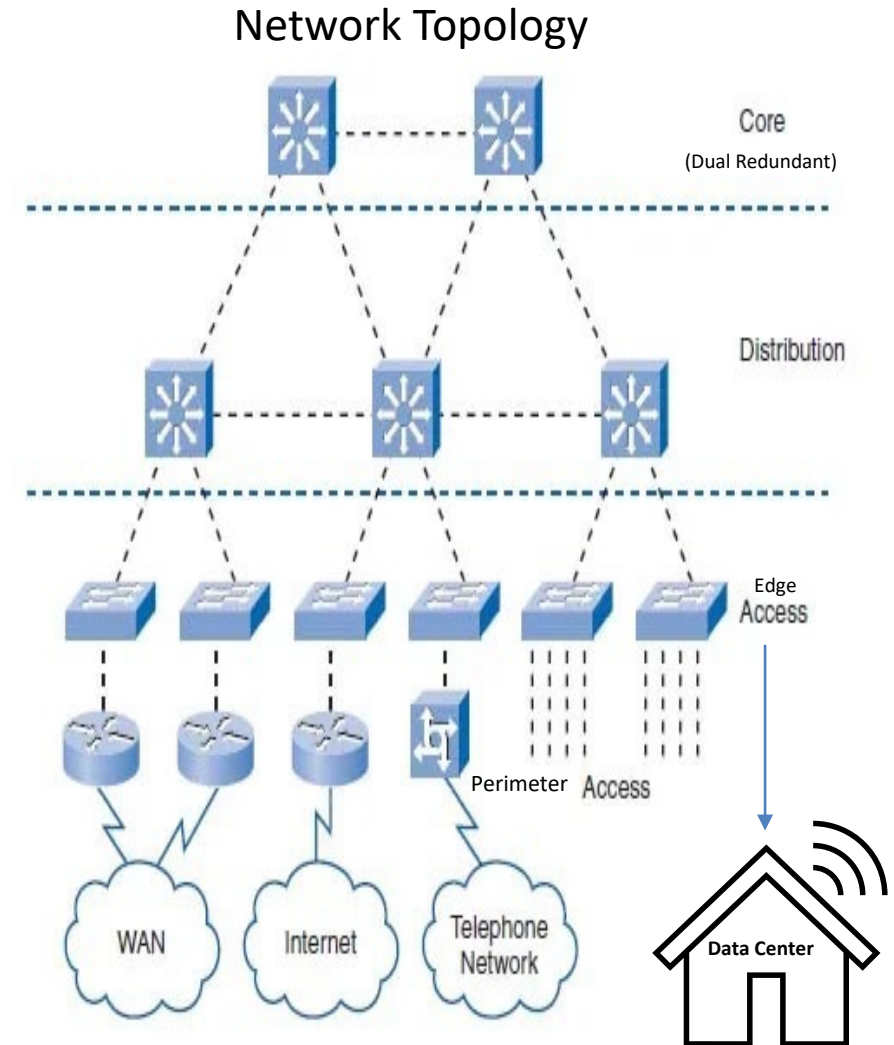 Network Topology
Core
(Dual Redundant)
Distribution
Edge
Access
Perimeter
Access
WAN
Internet
Telephone
Network
Data Center